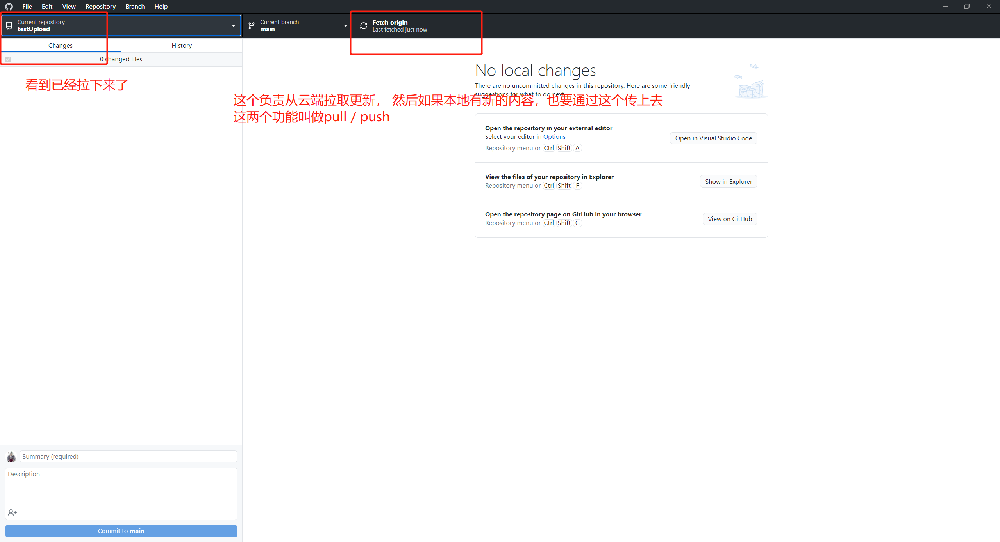 File Edit View Repository Branch Help
Current repository
testUpload
Current branch
main
Fetch origin
Last fetched just now
Changes
History
0 changed files
看到已经拉下来了
No local changes
There are no uncommitted changes in this repository. Here are some friendly
suggestions for what to do next.
这个负责从云端拉取更新， 然后如果本地有新的内容，也要通过这个传上去
这两个功能叫做pull / push
Open the repository in your external editor
Select your editor in Options
Repository menu or Ctrl Shift A
Open in Visual Studio Code
View the files of your repository in Explorer
Repository menu or Ctrl Shift F
Show in Explorer
Open the repository page on GitHub in your browser
Repository menu or Ctrl Shift G
View on GitHub
Summary (required)
Description
Commit to main